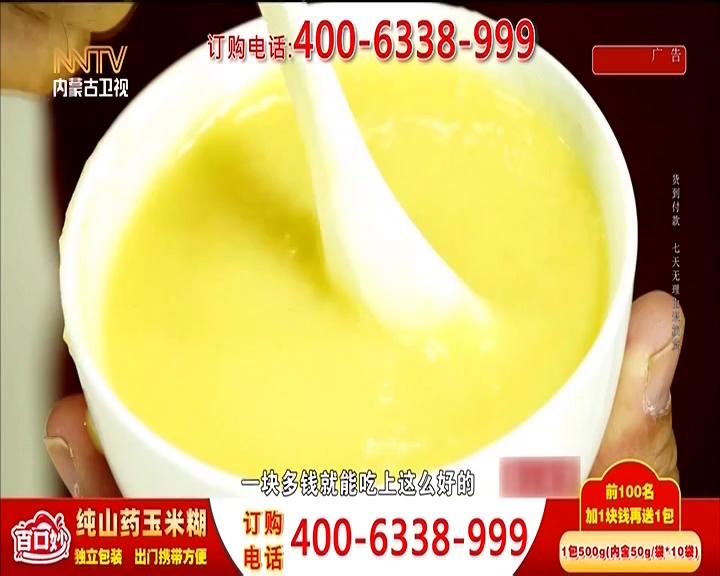 订购电话:400-6338-999
NMTV
内蒙古卫视
广告
货到付款 七天无理由来换货
一块多钱就能吃上这么好的
百口妙
纯山药玉米糊
独立包装 出门携带方便
订购
电话
400-6338-999
前100名
加1块钱再送1包
1包500g(内含50g/袋*10袋)